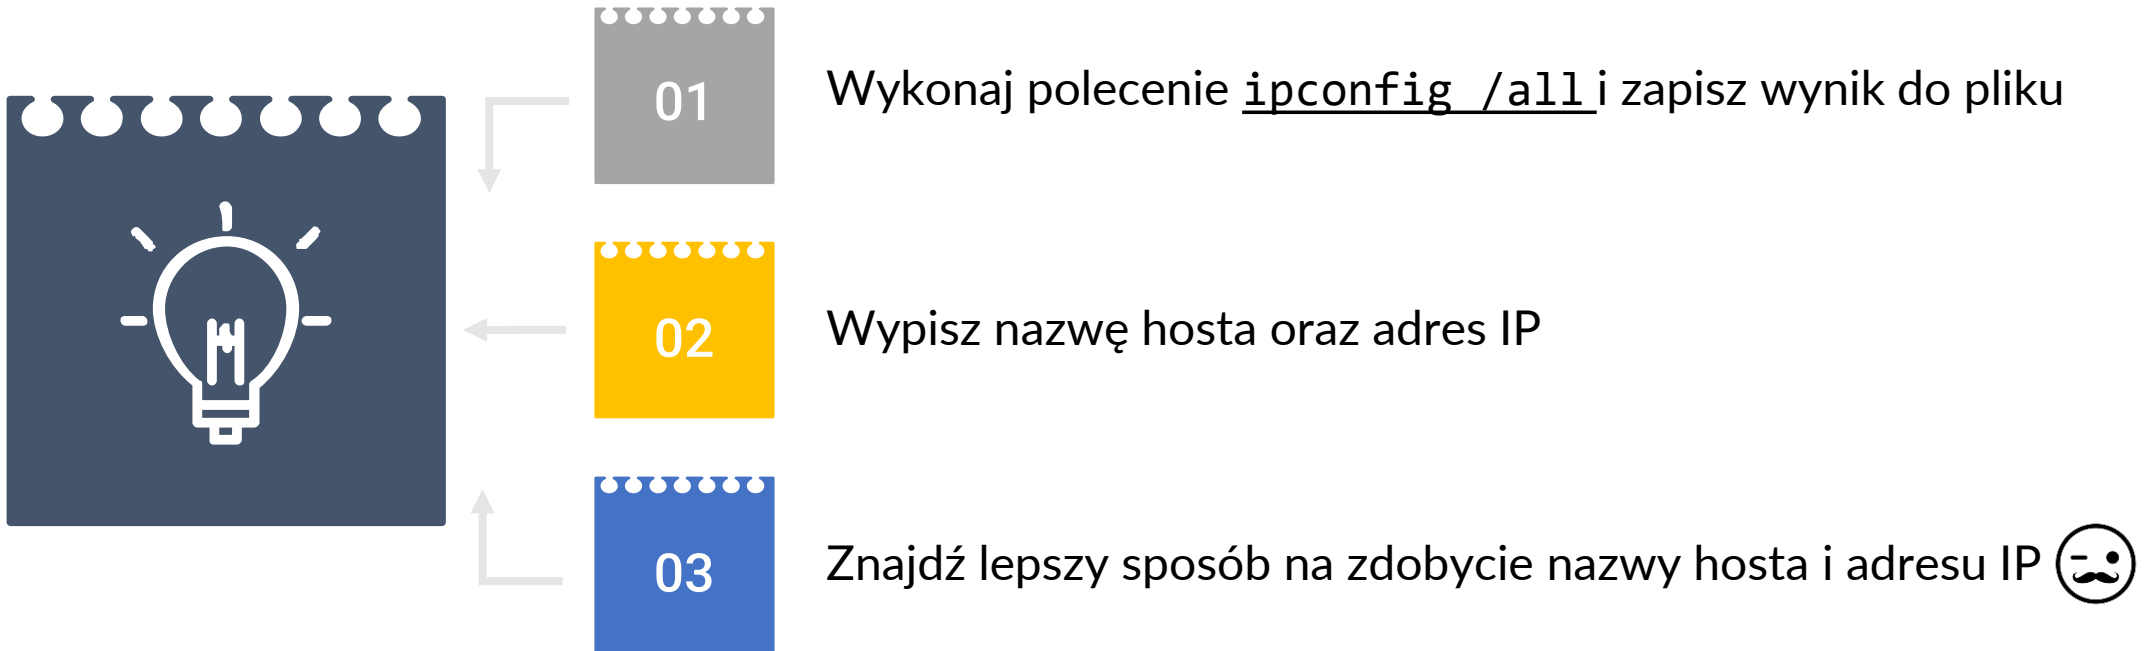 01
Wykonaj polecenie ipconfig /all i zapisz wynik do pliku
02
Wypisz nazwę hosta oraz adres IP
03
Znajdź lepszy sposób na zdobycie nazwy hosta i adresu IP